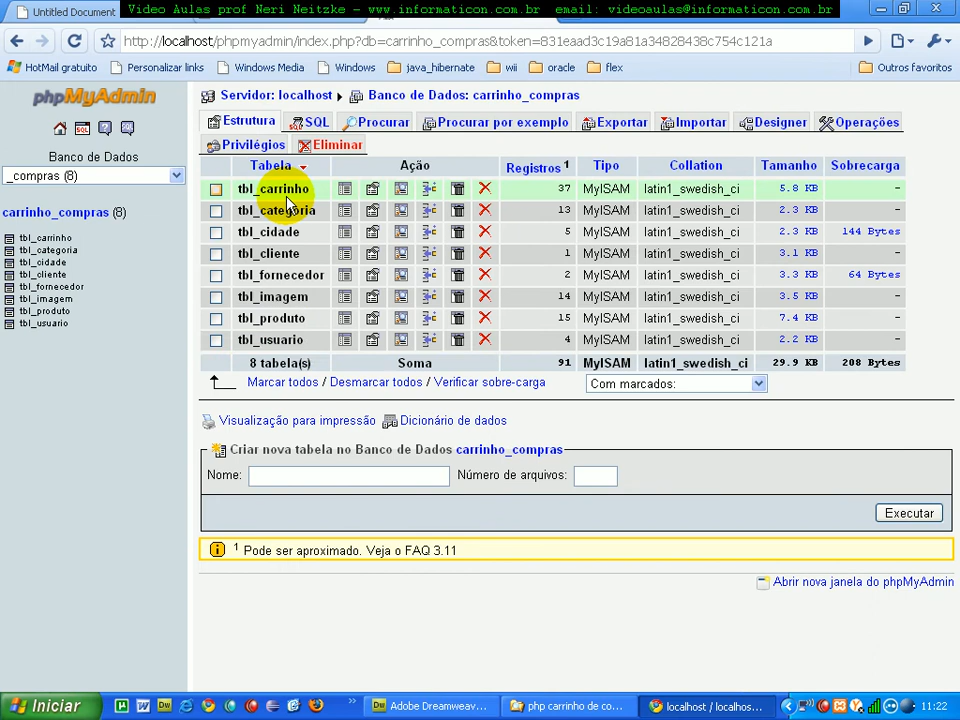 Untitled Document
Video Aulas prof Neri Neitzke - www.informaticon.com.br email: videoaulas@informaticon.com.br
http://localhost/phpmyadmin/index.php?db=carrinho_compras&token=831eaad3c19a81a34828438c754c121a
HotMail gratuito Personalizar links Windows Media Windows java_hibernate wii oracle flex Outros favoritos
phpMyAdmin
Banco de Dados
_compras (8)
carrinho_compras (8)
tbl_carrinho
tbl_categoria
tbl_cidade
tbl_cliente
tbl_fornecedor
tbl_imagem
tbl_produto
tbl_usuario
Servidor: localhost Banco de Dados: carrinho_compras
Estrutura SQL Procurar Procurar por exemplo Exportar Importar Designer Operações
Privilégios Eliminar
Tabela Ação Registros 1 Tipo Collation Tamanho Sobrecarga
tbl_carrinho 37 MyISAM latin1_swedish_ci 5.8 KB -
tbl_categoria 13 MyISAM latin1_swedish_ci 2.3 KB -
tbl_cidade 5 MyISAM latin1_swedish_ci 2.3 KB 144 Bytes
tbl_cliente 1 MyISAM latin1_swedish_ci 3.1 KB -
tbl_fornecedor 2 MyISAM latin1_swedish_ci 3.3 KB 64 Bytes
tbl_imagem 14 MyISAM latin1_swedish_ci 3.5 KB -
tbl_produto 15 MyISAM latin1_swedish_ci 7.4 KB -
tbl_usuario 4 MyISAM latin1_swedish_ci 2.2 KB -
8 tabela(s) Soma 91 MyISAM latin1_swedish_ci 29.9 KB 208 Bytes
Marcar todos / Desmarcar todos / Verificar sobre-carga Com marcados:
Visualização para impressão Dicionário de dados
Criar nova tabela no Banco de Dados carrinho_compras
Nome: Número de arquivos:
Executar
1 Pode ser aproximado. Veja o FAQ 3.11
Abrir nova janela do phpMyAdmin
Iniciar Adobe Dreamweav... php carrinho de co... localhost / localhos... 11:22